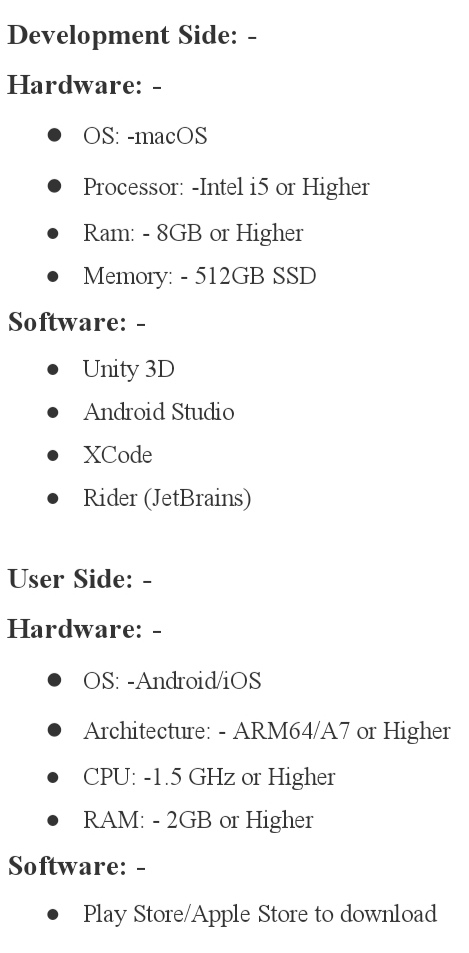 Development Side: -
Hardware: -
● OS: -macOS
● Processor: -Intel i5 or Higher
● Ram: - 8GB or Higher
● Memory: - 512GB SSD
Software: -
● Unity 3D
● Android Studio
● XCode
● Rider (JetBrains)
User Side: -
Hardware: -
● OS: -Android/iOS
● Architecture: - ARM64/A7 or Higher
● CPU: -1.5 GHz or Higher
● RAM: - 2GB or Higher
Software: -
● Play Store/Apple Store to download